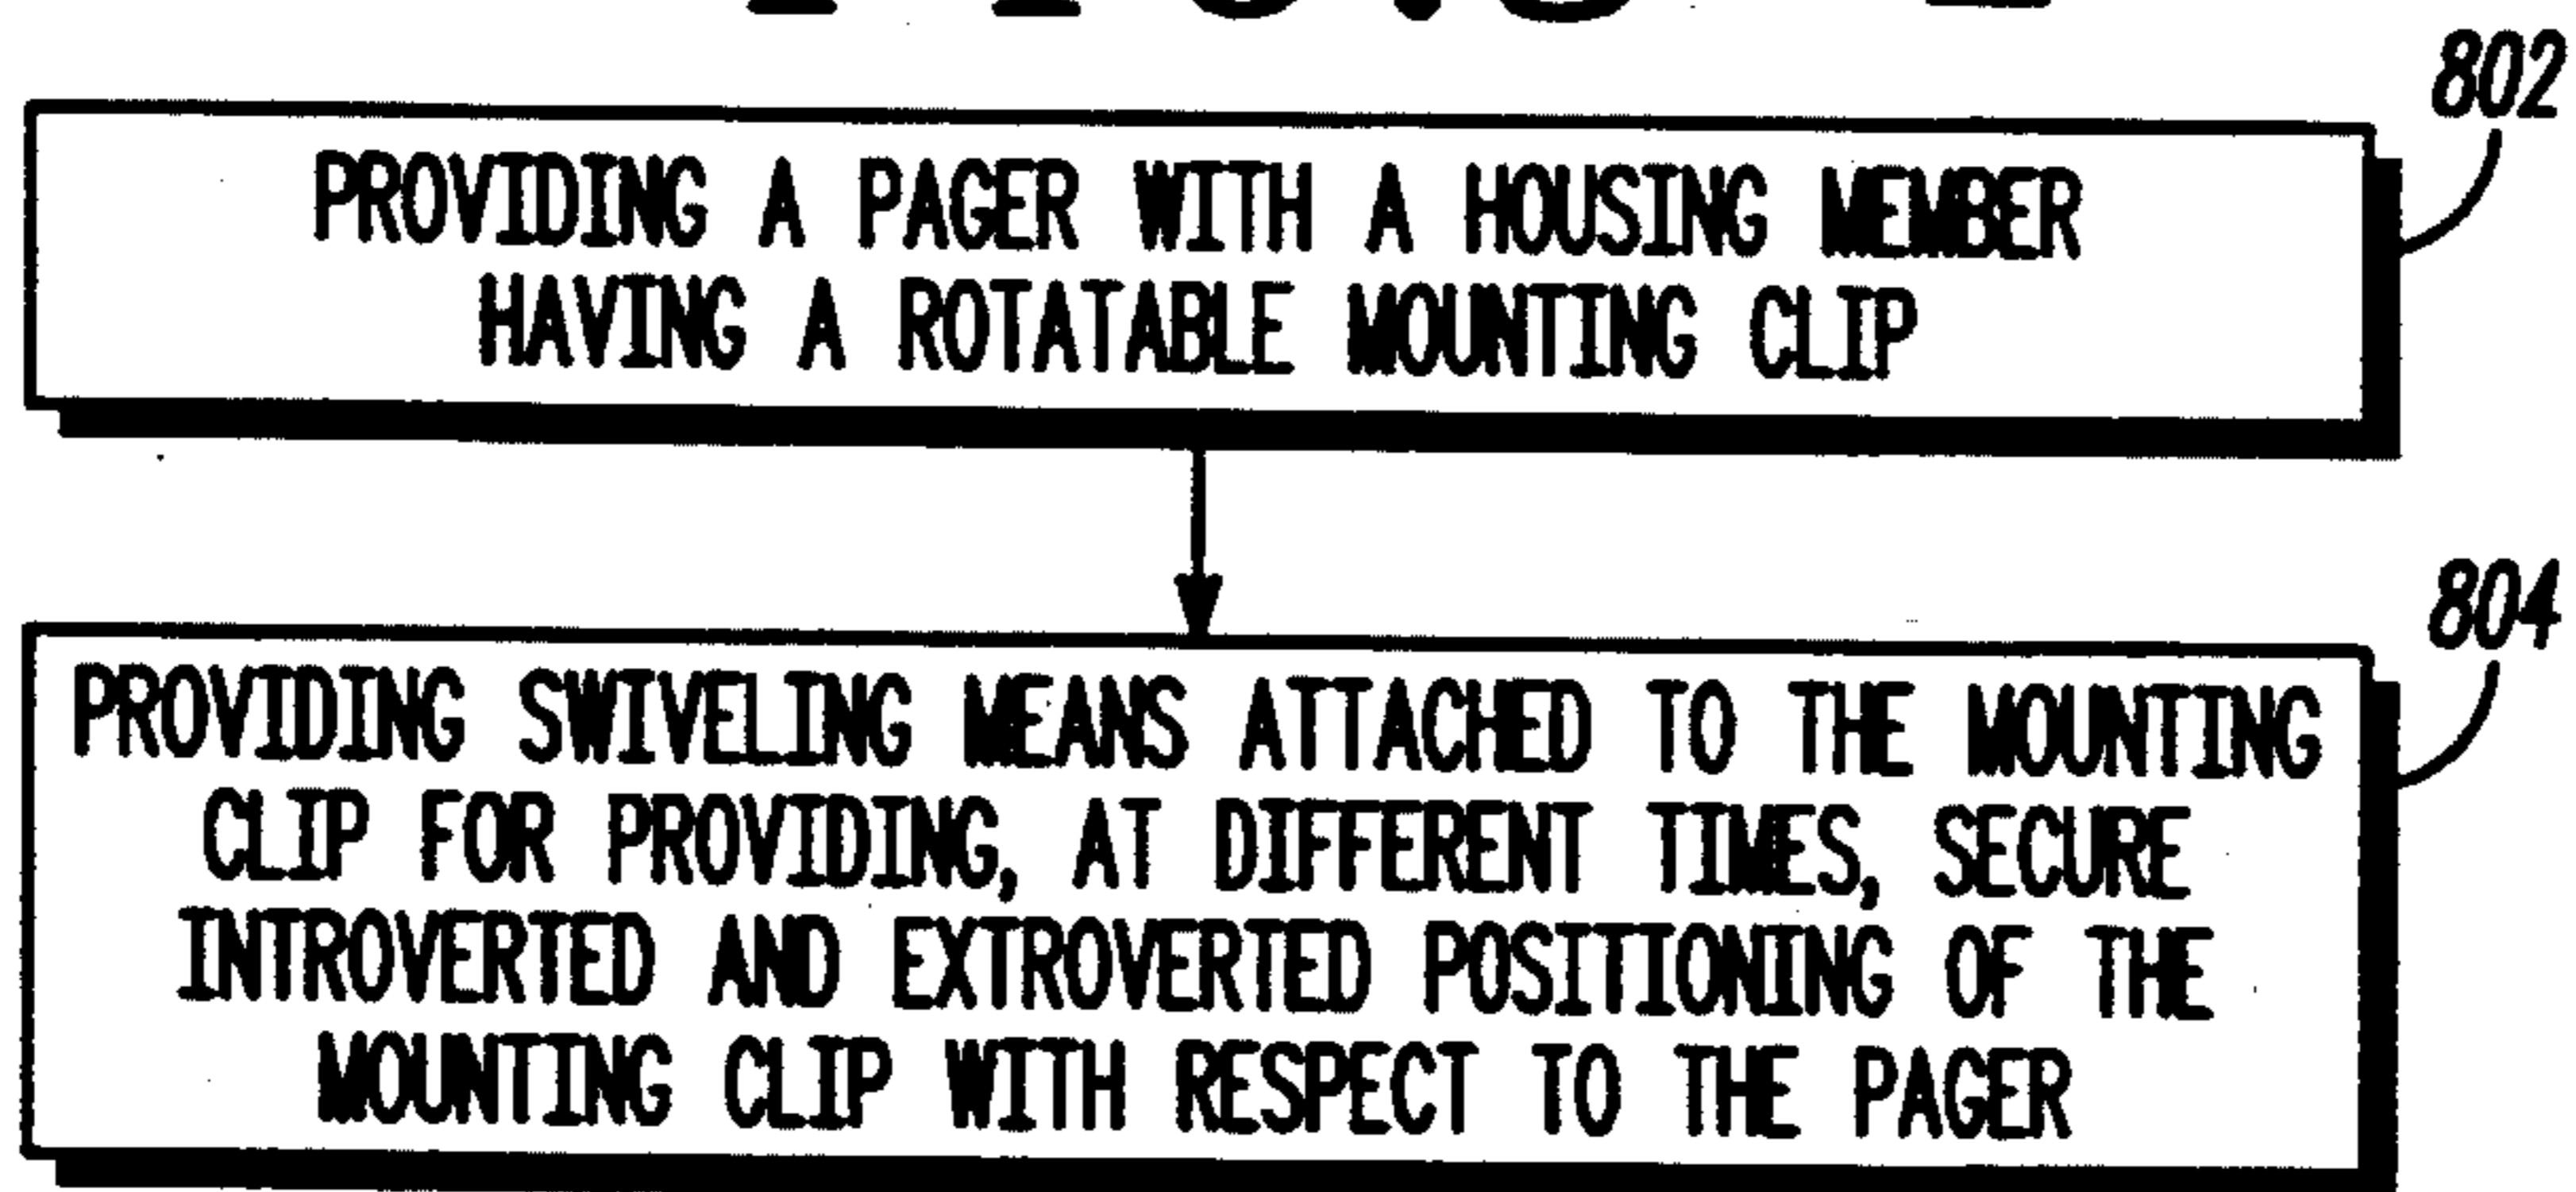 802
PROVIDING A PAGER WITH A HOUSING MEMBER
HAVING A ROTATABLE MOUNTING CLIP
804
PROVIDING SWIVELING MEANS ATTACHED TO THE MOUNTING
CLIP FOR PROVIDING, AT DIFFERENT TIMES, SECURE
INTROVERTED AND EXTROVERTED POSITIONING OF THE
MOUNTING CLIP WITH RESPECT TO THE PAGER